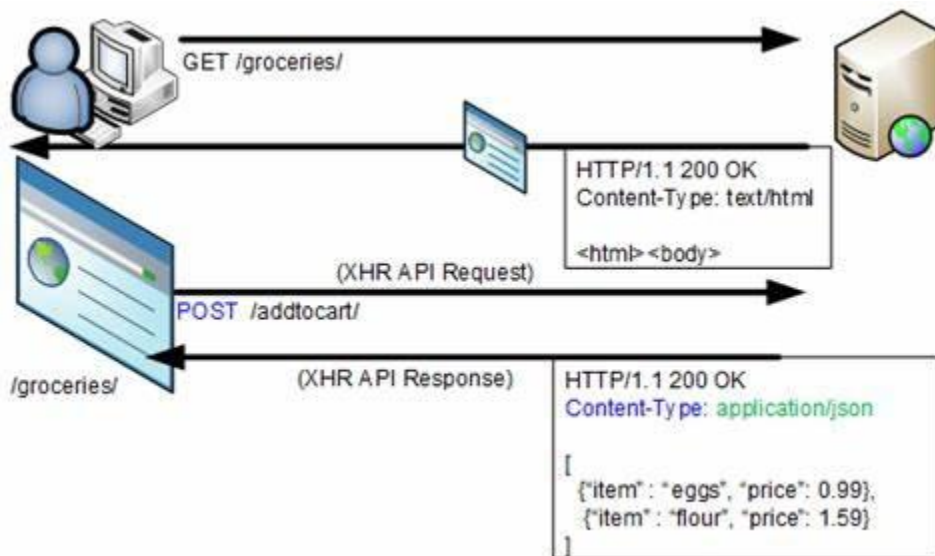 GET /groceries/
HTTP/1.1 200 OK
Content-Type: text/html
<html><body>
(XHR API Request)
POST /addtocart/
/groceries/
(XHR API Response)
HTTP/1.1 200 OK
Content-Type: application/json
[
{"item" : "eggs", "price": 0.99},
{"item" : "flour", "price": 1.59}
]